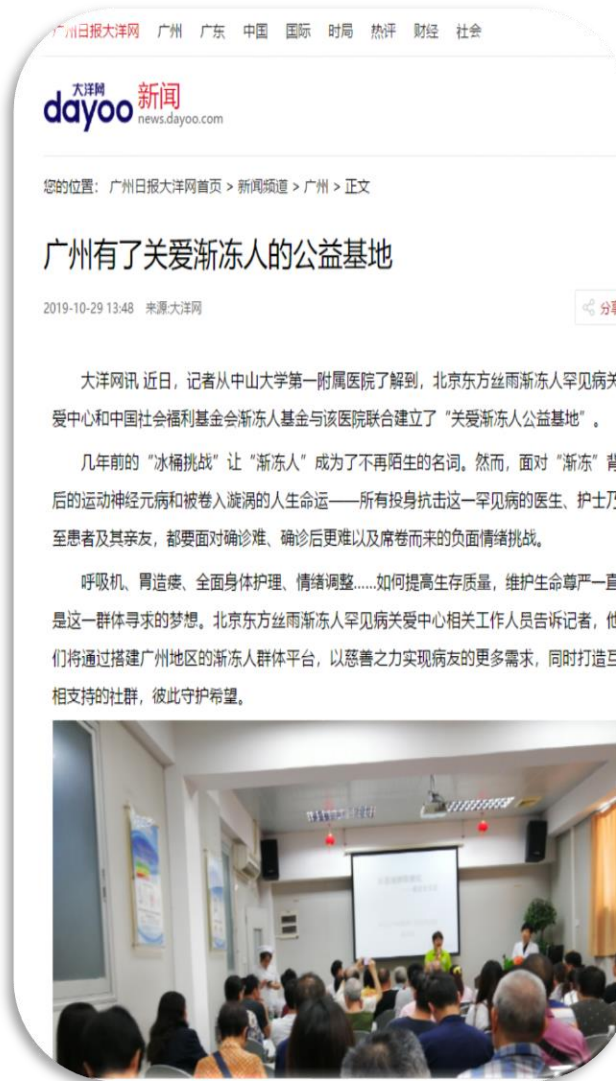 广州日报大洋网 广州 广东 中国 国际 时局 热评 财经 社会
大洋网
dayoo 新闻
news.dayoo.com
您的位置: 广州日报大洋网首页 > 新闻频道 > 广州 > 正文
广州有了关爱渐冻人的公益基地
2019-10-29 13:48 来源:大洋网
分享
大洋网讯 近日，记者从中山大学第一附属医院了解到，北京东方丝雨渐冻人罕见病关
爱中心和中国社会福利基金会渐冻人基金与该医院联合建立了“关爱渐冻人公益基地”。
几年前的“冰桶挑战”让“渐冻人”成为了不再陌生的名词。然而，面对“渐冻”背
后的运动神经元病和被卷入漩涡的人生命运——所有投身抗击这一罕见病的医生、护士乃
至患者及其亲友，都要面对确诊难、确诊后更难以及席卷而来的负面情绪挑战。
呼吸机、胃造瘘、全面身体护理、情绪调整......如何提高生存质量，维护生命尊严一直
是这一群体寻求的梦想。北京东方丝雨渐冻人罕见病关爱中心相关工作人员告诉记者，他
们将通过搭建广州地区的渐冻人群体平台，以慈善之力实现病友的更多需求，同时打造互
相支持的社群，彼此守护希望。